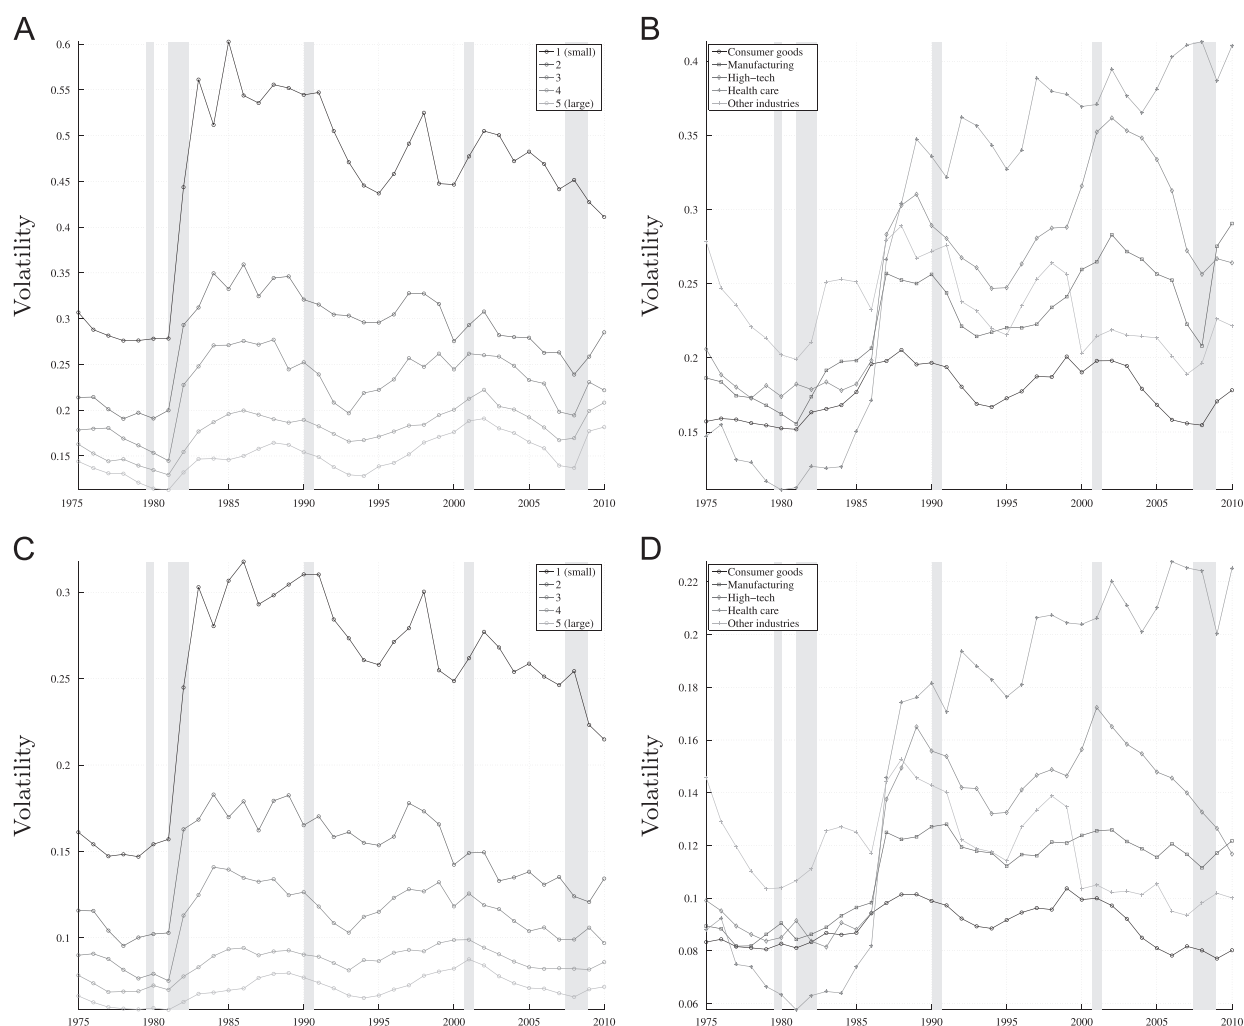 A
0.6
0.55
0.5
0.45
0.4
0.35
0.3
0.25
0.2
0.15
Volatility
1 (small)
2
3
4
5 (large)
1975 1980 1985 1990 1995 2000 2005 2010
B
0.4
0.35
0.3
0.25
0.2
0.15
Volatility
Consumer goods
Manufacturing
High-tech
Health care
Other industries
1975 1980 1985 1990 1995 2000 2005 2010
C
0.3
0.25
0.2
0.15
0.1
Volatility
1 (small)
2
3
4
5 (large)
1975 1980 1985 1990 1995 2000 2005 2010
D
0.22
0.2
0.18
0.16
0.14
0.12
0.1
0.08
0.06
Volatility
Consumer goods
Manufacturing
High-tech
Health care
Other industries
1975 1980 1985 1990 1995 2000 2005 2010